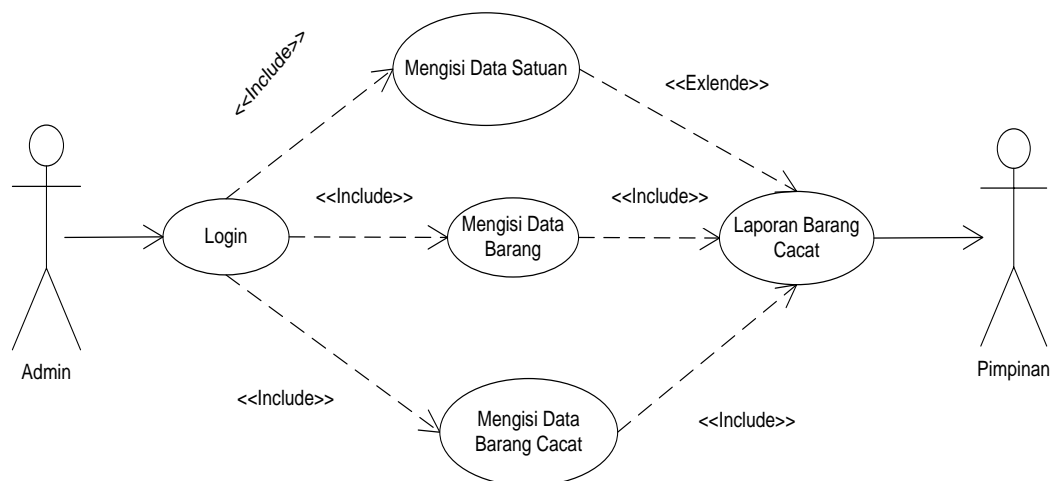 <<Include>>
Mengisi Data Satuan
<<Exlende>>
<<Include>>
<<Include>>
Login
Mengisi Data
Barang
Laporan Barang
Cacat
Admin
Pimpinan
<<Include>>
Mengisi Data
Barang Cacat
<<Include>>